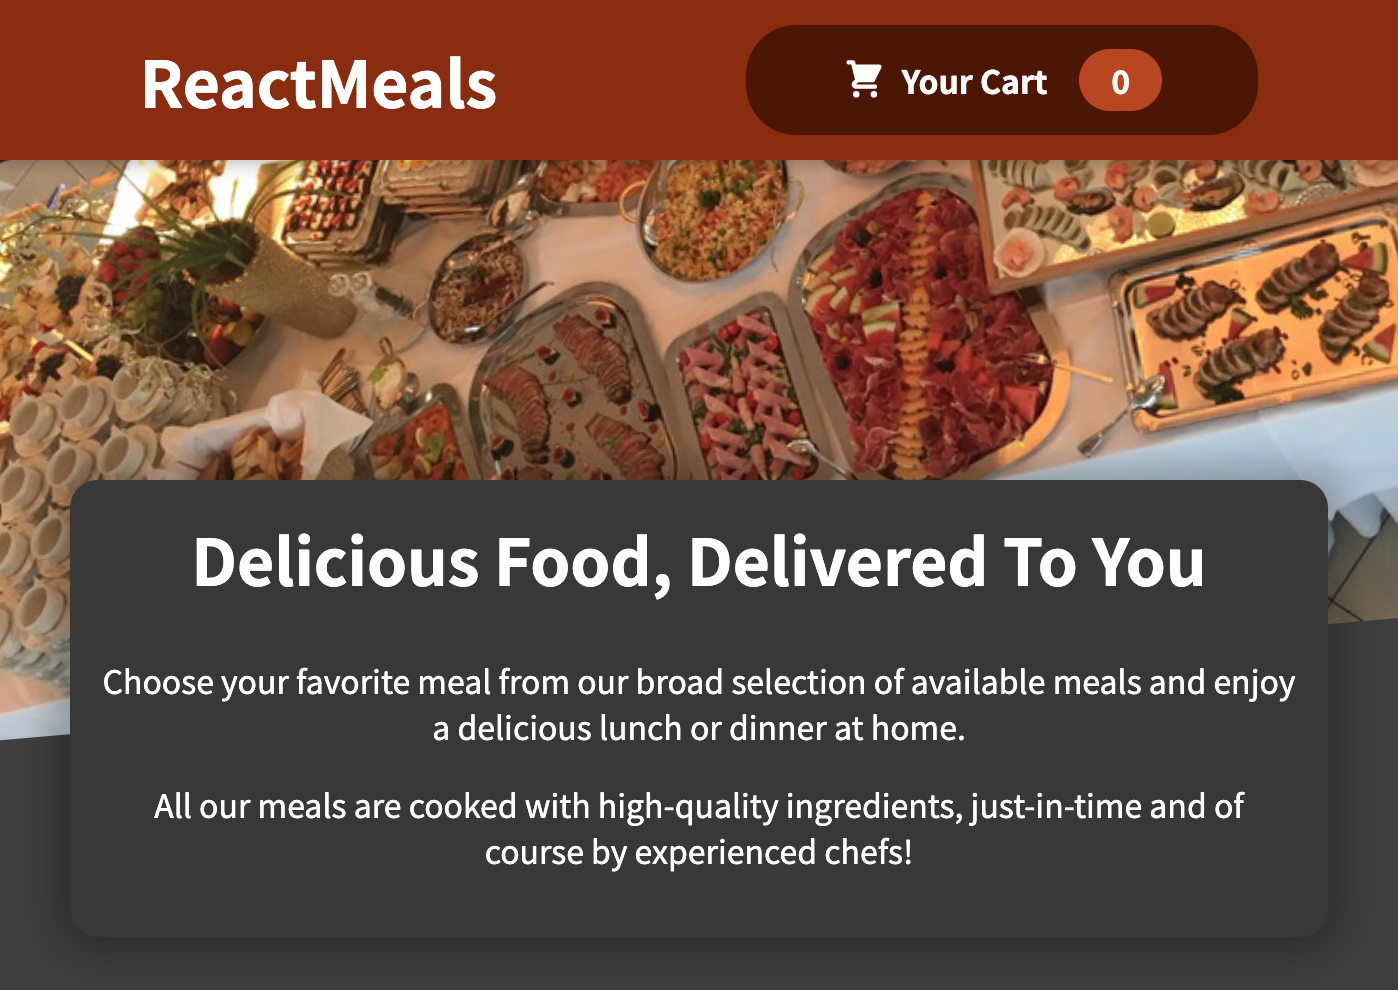 ReactMeals
Your Cart 0
Delicious Food, Delivered To You
Choose your favorite meal from our broad selection of available meals and enjoy
a delicious lunch or dinner at home.
All our meals are cooked with high-quality ingredients, just-in-time and of
course by experienced chefs!